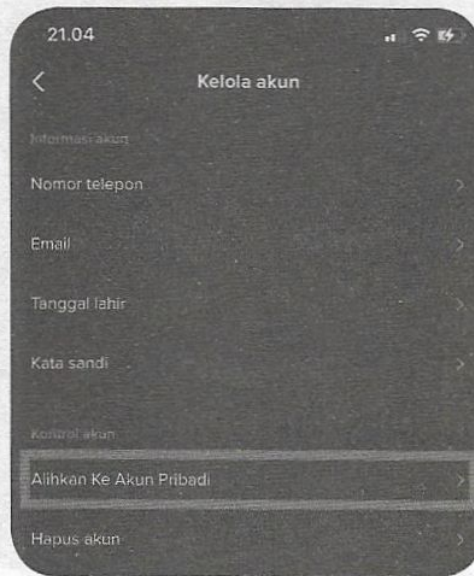 21.04
Kelola akun
Informasi akun
Nomor telepon
Email
Tanggal lahir
Kata sandi
Kontrol akun
Alihkan Ke Akun Pribadi
Hapus akun